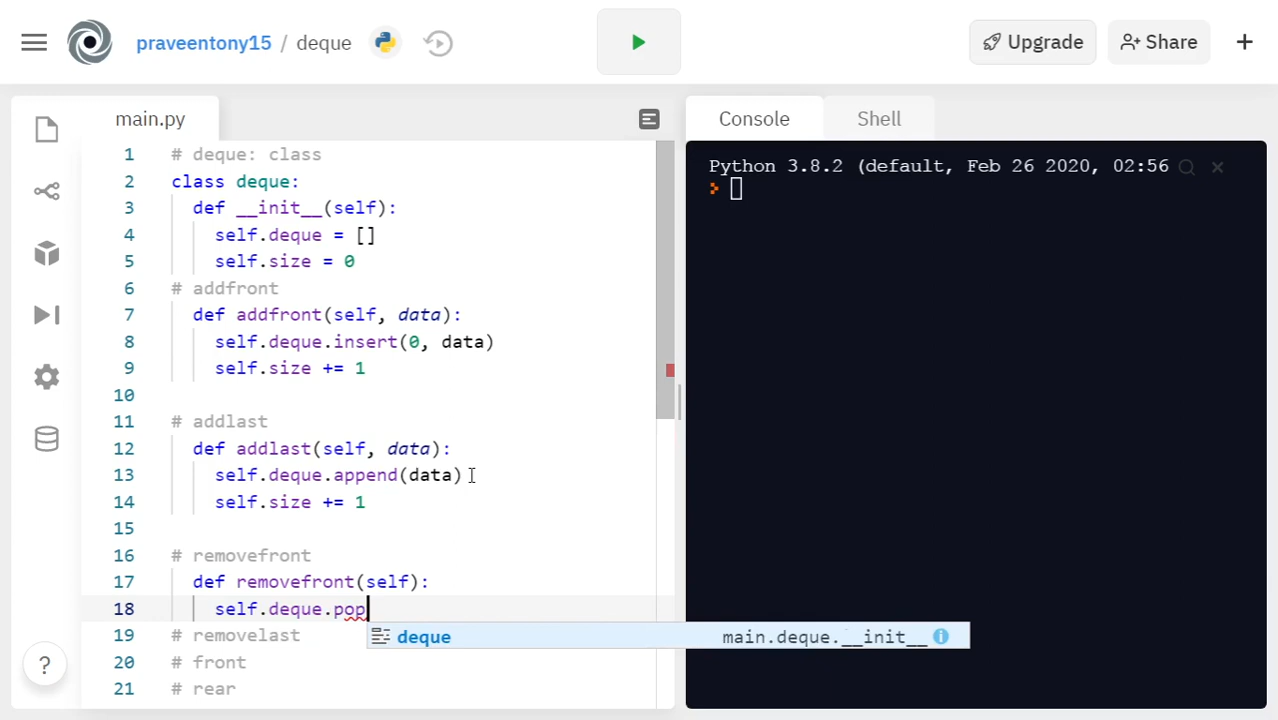 praveentony15 / deque
Upgrade
Share
+
main.py
Console
Shell
1 # deque: class
2 class deque:
3 def __init__(self):
4 self.deque = []
5 self.size = 0
6 # addfront
7 def addfront(self, data):
8 self.deque.insert(0, data)
9 self.size += 1
10
11 # addlast
12 def addlast(self, data):
13 self.deque.append(data)
14 self.size += 1
15
16 # removefront
17 def removefront(self):
18 self.deque.pop
deque main.deque.__init__
19 # removelast
20 # front
21 # rear
?
Python 3.8.2 (default, Feb 26 2020, 02:56